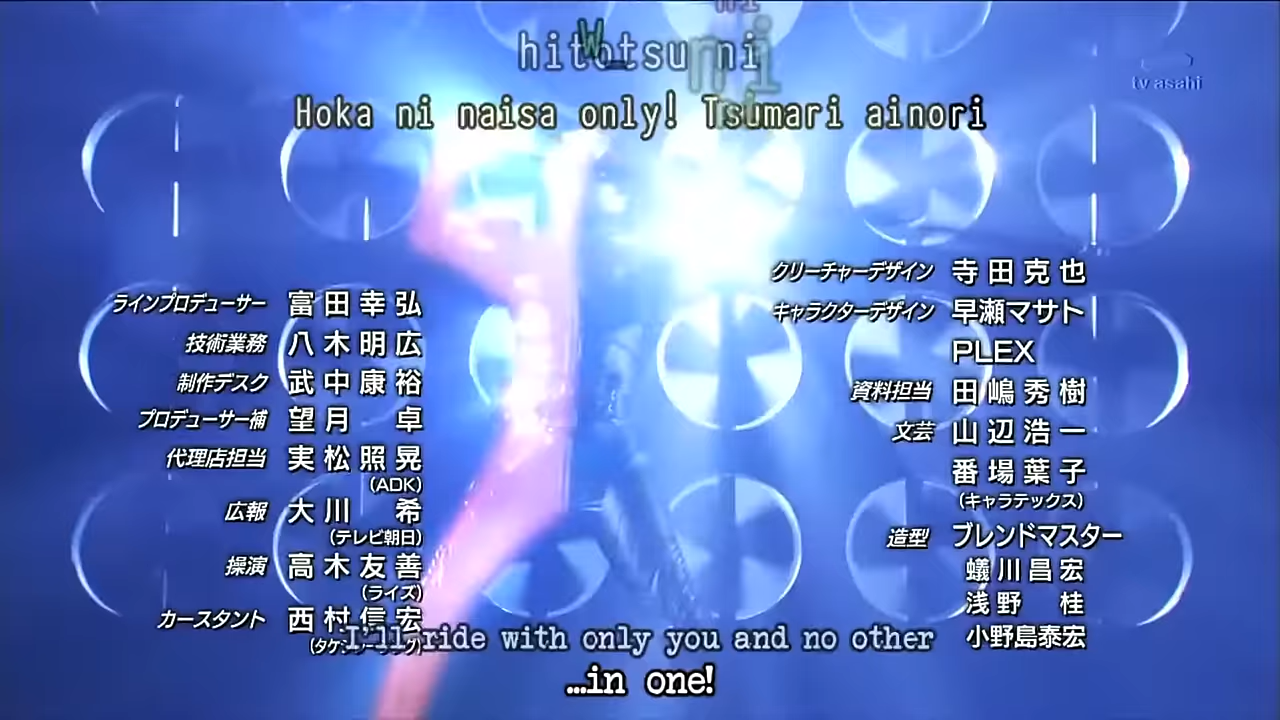 hitotsu ni
Hoka ni naisa only! Tsumari ainori
tv asahi
ラインプロデューサー 富田幸弘
技術業務 八木明広
制作デスク 武中康裕
プロデューサー補 望月 卓
代理店担当 実松照晃
(ADK)
広報 大川 希
(テレビ朝日)
操演 高木友善
(ライズ)
カースタント 西村信宏
クリーチャーデザイン 寺田克也
キャラクターデザイン 早瀬マサト
PLEX
資料担当 田嶋秀樹
文芸 山辺浩一
番場葉子
(キャラテックス)
造型 ブレンドマスター
蟻川昌宏
浅野 桂
小野島泰宏
I'll ride with only you and no other
...in one!